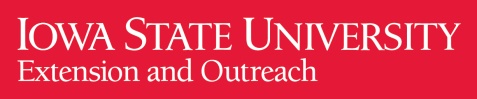 IOWA STATE UNIVERSITY
Extension and Outreach